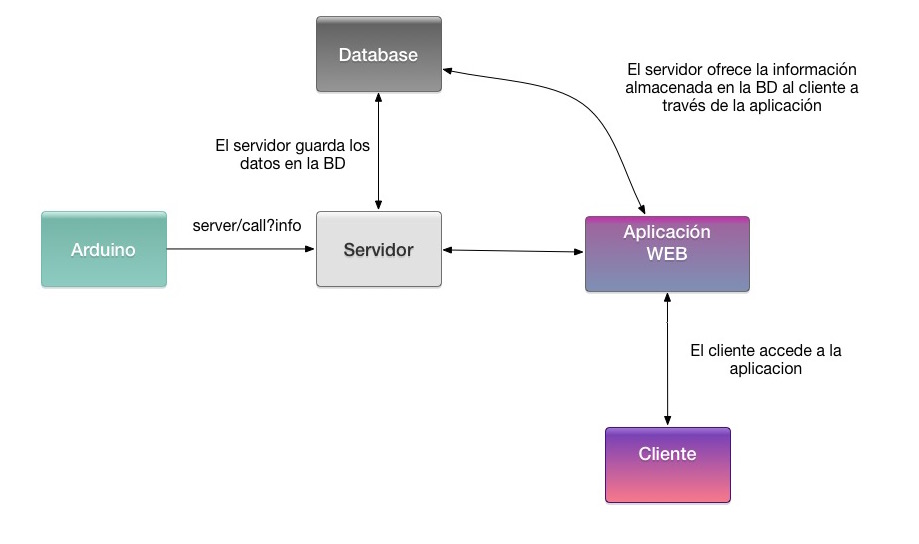 Database
El servidor ofrece la información
almacenada en la BD al cliente a
través de la aplicación
El servidor guarda los
datos en la BD
Arduino
server/call?info
Servidor
Aplicación
WEB
El cliente accede a la
aplicacion
Cliente